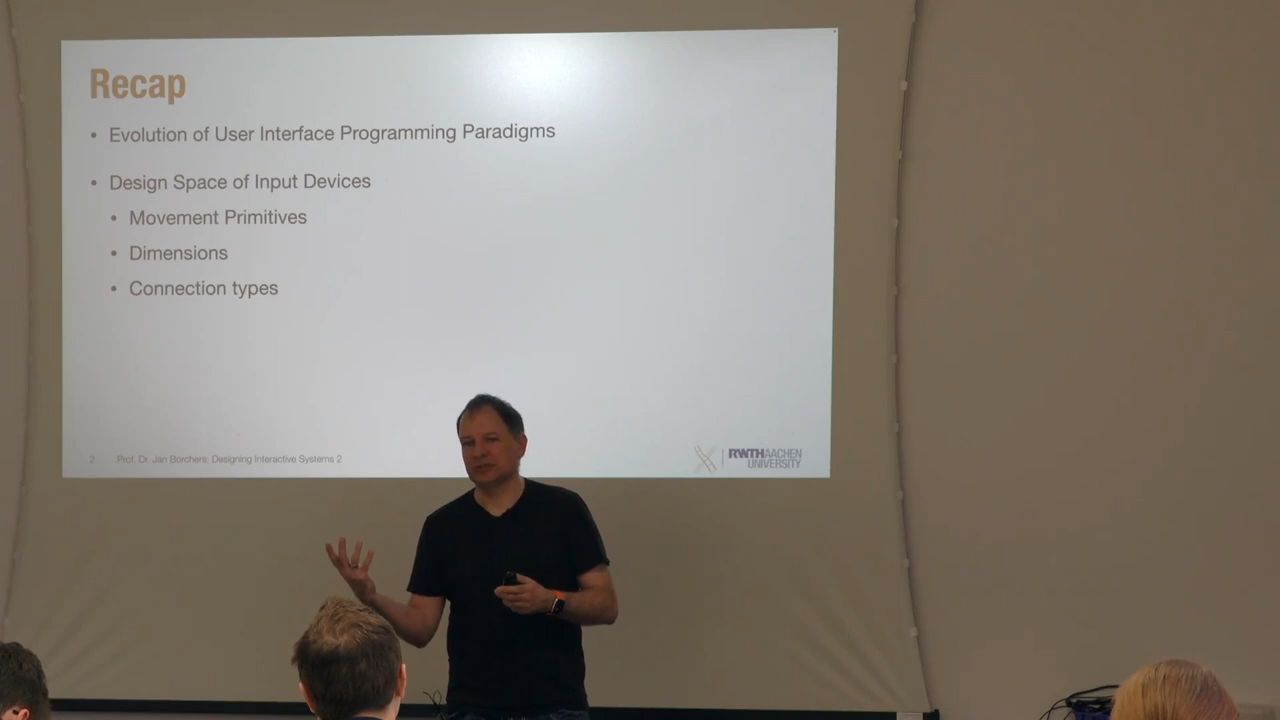 Recap
• Evolution of User Interface Programming Paradigms
• Design Space of Input Devices
• Movement Primitives
• Dimensions
• Connection types
2 Prof. Dr. Jan Borchers: Designing Interactive Systems 2
RWTHAACHEN
UNIVERSITY